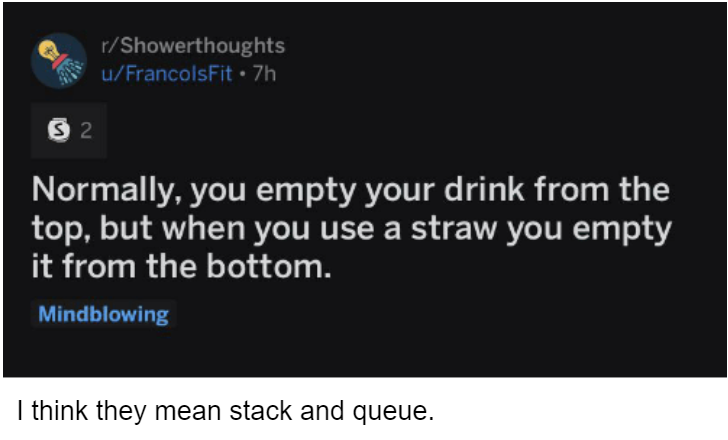 r/Showerthoughts
u/FrancoIsFit • 7h
S 2
Normally, you empty your drink from the
top, but when you use a straw you empty
it from the bottom.
Mindblowing
I think they mean stack and queue.